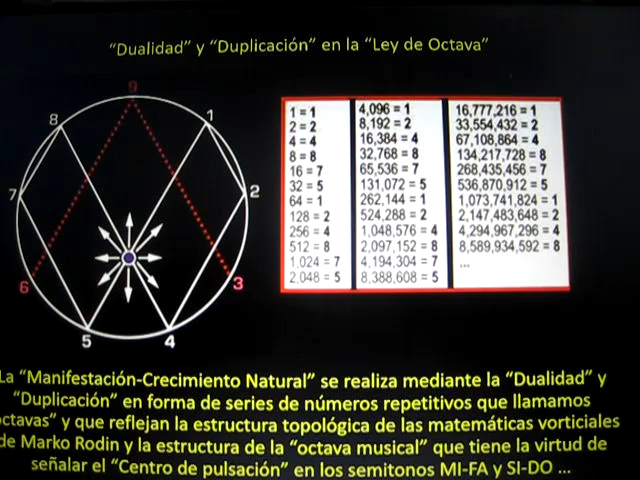 "Dualidad" y "Duplicación" en la "Ley de Octava"
9
8
1
7
2
6
3
5
4
1 = 1
2 = 2
4 = 4
8 = 8
16 = 7
32 = 5
64 = 1
128 = 2
256 = 4
512 = 8
1,024 = 7
2,048 = 5
4,096 = 1
8,192 = 2
16,384 = 4
32,768 = 8
65,536 = 7
131,072 = 5
262,144 = 1
524,288 = 2
1,048,576 = 4
2,097,152 = 8
4,194,304 = 7
8,388,608 = 5
16,777,216 = 1
33,554,432 = 2
67,108,864 = 4
134,217,728 = 8
268,435,456 = 7
536,870,912 = 5
1,073,741,824 = 1
2,147,483,648 = 2
4,294,967,296 = 4
8,589,934,592 = 8
...
La "Manifestación-Crecimiento Natural" se realiza mediante la "Dualidad" y
"Duplicación" en forma de series de números repetitivos que llamamos
octavas" y que reflejan la estructura topológica de las matemáticas vorticiales
de Marko Rodin y la estructura de la "octava musical" que tiene la virtud de
señalar el "Centro de pulsación" en los semitonos MI-FA y SI-DO ...